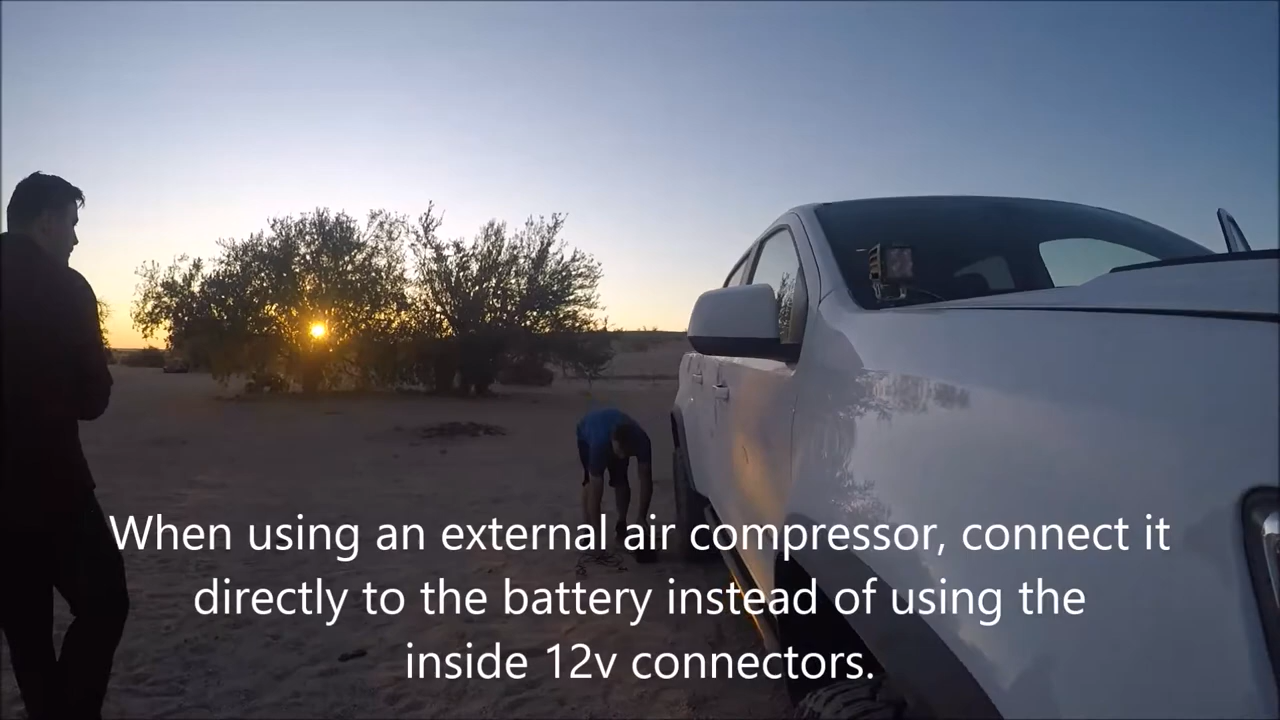 When using an external air compressor, connect it
directly to the battery instead of using the
inside 12v connectors.